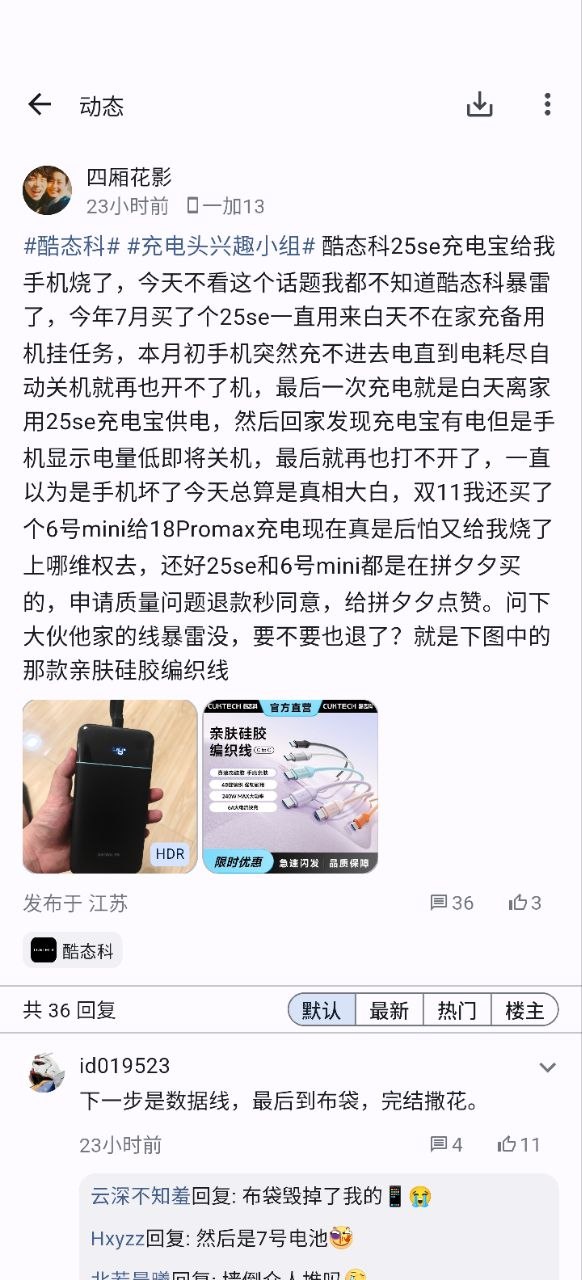 动态
四厢花影
23小时前 一加13
#酷态科# #充电头兴趣小组# 酷态科25se充电宝给我
手机烧了，今天不看这个话题我都不知道酷态科暴雷
了，今年7月买了个25se一直用来白天不在家充备用
机挂任务，本月初手机突然充不进去电直到电耗尽自
动关机就再也开不了机，最后一次充电就是白天离家
用25se充电宝供电，然后回家发现充电宝有电但是手
机显示电量低即将关机，最后就再也打不开了，一直
以为是手机坏了今天总算是真相大白，双11我还买了
个6号mini给18Promax充电现在真是后怕又给我烧了
上哪维权去，还好25se和6号mini都是在拼夕夕买
的，申请质量问题退款秒同意，给拼夕夕点赞。问下
大伙他家的线暴雷没，要不要也退了？就是下图中的
那款亲肤硅胶编织线
HDR
CUKTECH 酷态科 官方直营 CUKTECH
亲肤硅胶
编织线
240W MAX大功率
限时优惠 急速闪发 品质保障
发布于 江苏 36 3
酷态科
共 36 回复 默认 最新 热门 楼主
id019523
下一步是数据线，最后到布袋，完结撒花。
23小时前 4 11
云深不知羞回复: 布袋毁掉了我的📱😭
Hxyzz回复: 然后是7号电池